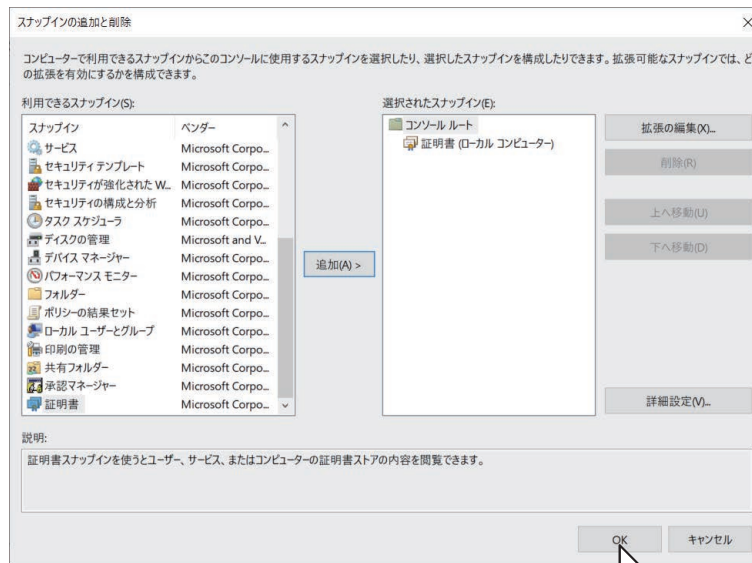 スナップインの追加と削除
コンピューターで利用できるスナップインからこのコンソールに使用するスナップインを選択したり、選択したスナップインを構成したりできます。拡張可能なスナップインでは、ど
の拡張を有効にするかを構成できます。
利用できるスナップイン(S):
スナップイン ベンダー
サービス Microsoft Corpo...
セキュリティ テンプレート Microsoft Corpo...
セキュリティが強化された W... Microsoft Corpo...
セキュリティの構成と分析 Microsoft Corpo...
タスク スケジューラ Microsoft Corpo...
ディスクの管理 Microsoft and V...
デバイス マネージャー Microsoft Corpo...
パフォーマンス モニター Microsoft Corpo...
フォルダー Microsoft Corpo...
ポリシーの結果セット Microsoft Corpo...
ローカル ユーザーとグループ Microsoft Corpo...
印刷の管理 Microsoft Corpo...
共有フォルダー Microsoft Corpo...
承認マネージャー Microsoft Corpo...
証明書 Microsoft Corpo...
追加(A) >
選択されたスナップイン(E):
コンソール ルート
証明書 (ローカル コンピューター)
拡張の編集(X)...
削除(R)
上へ移動(U)
下へ移動(D)
詳細設定(V)...
説明:
証明書スナップインを使うとユーザー、サービス、またはコンピューターの証明書ストアの内容を閲覧できます。
OK
キャンセル